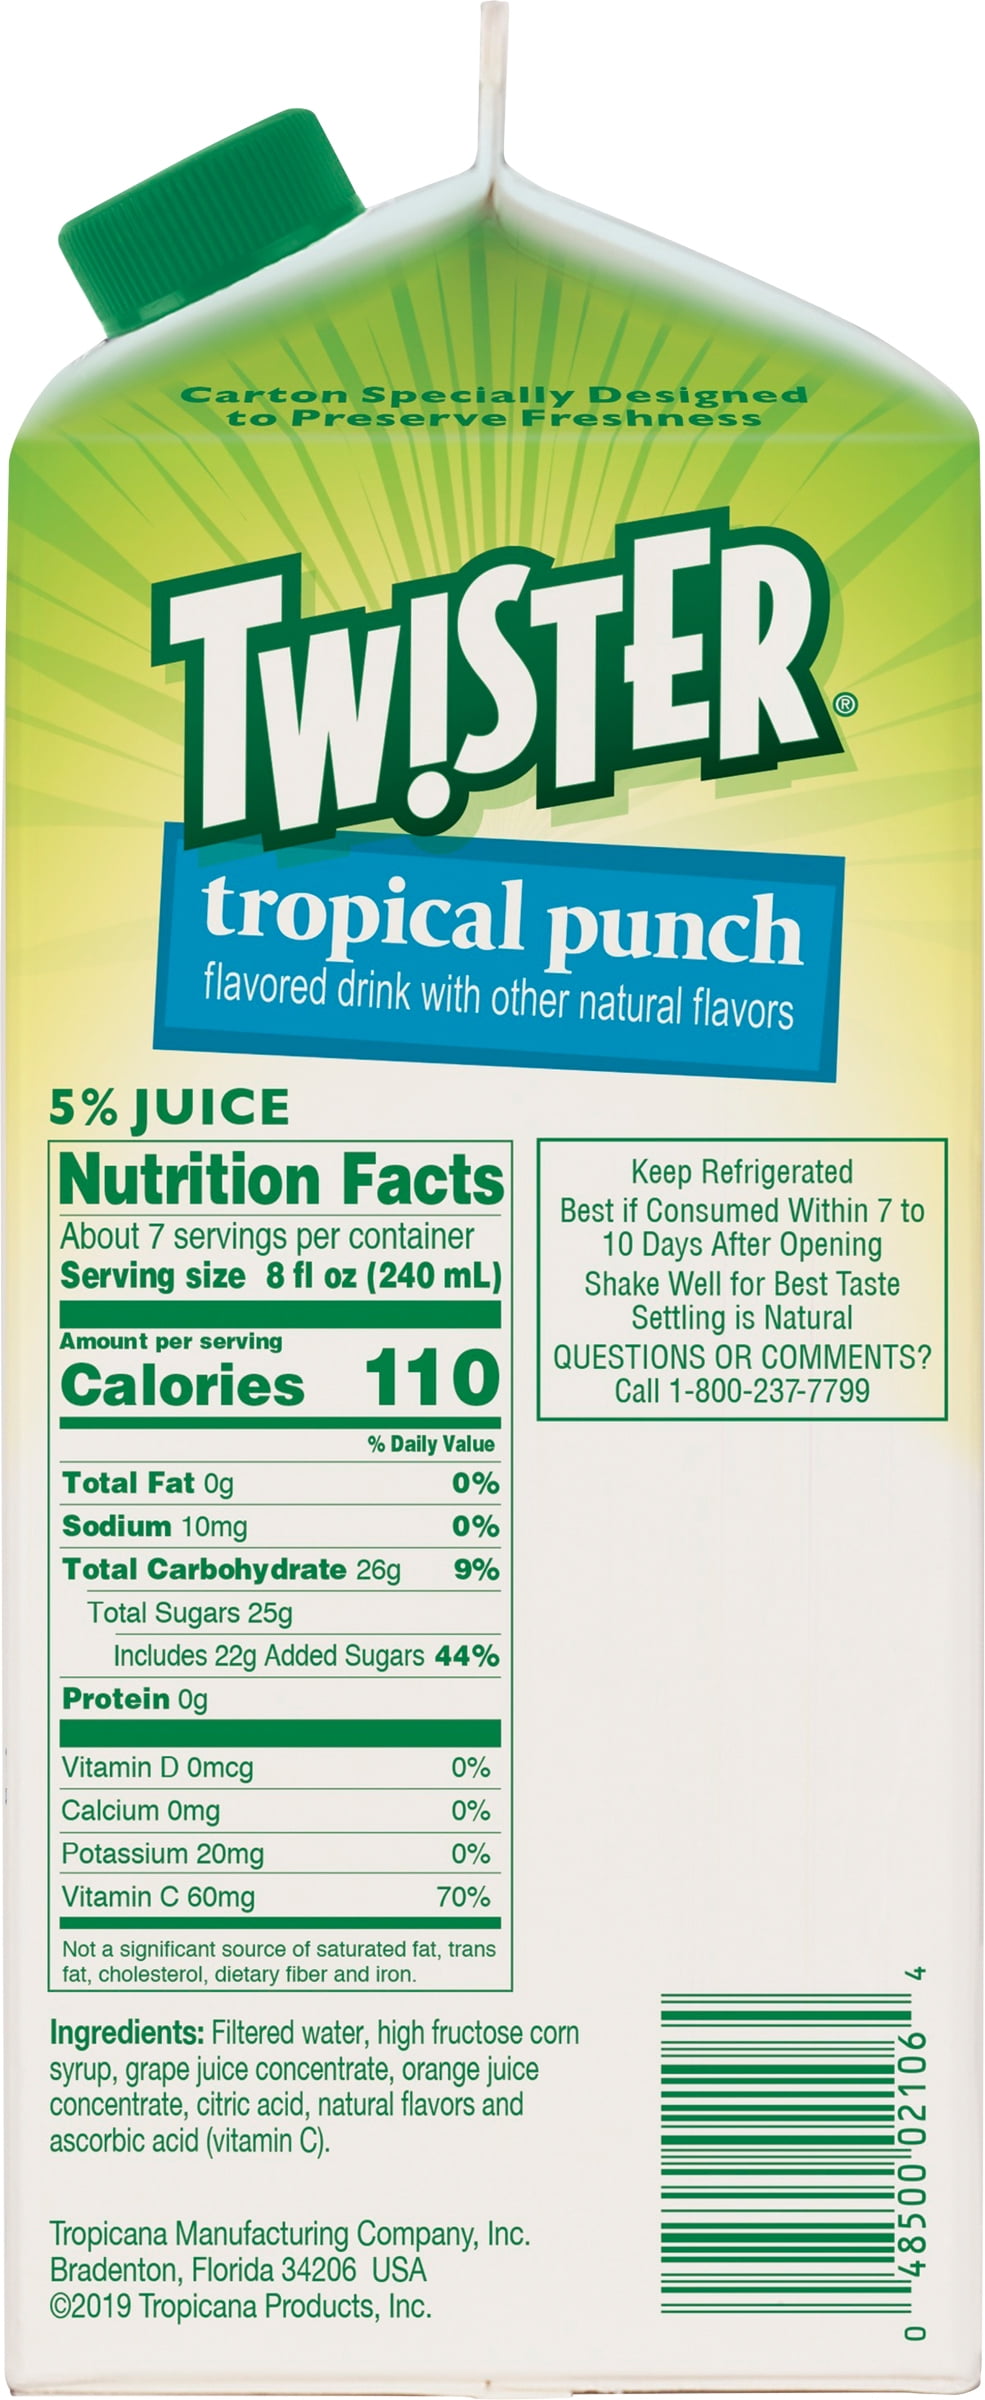 Carton Specially Designed
to Preserve Freshness
TW!STER®
tropical punch
flavored drink with other natural flavors
5% JUICE
Nutrition Facts
About 7 servings per container
Serving size 8 fl oz (240 mL)
Amount per serving
Calories 110
% Daily Value
Total Fat 0g 0%
Sodium 10mg 0%
Total Carbohydrate 26g 9%
Total Sugars 25g
Includes 22g Added Sugars 44%
Protein 0g
Vitamin D 0mcg 0%
Calcium 0mg 0%
Potassium 20mg 0%
Vitamin C 60mg 70%
Not a significant source of saturated fat, trans
fat, cholesterol, dietary fiber and iron.
Keep Refrigerated
Best if Consumed Within 7 to
10 Days After Opening
Shake Well for Best Taste
Settling is Natural
QUESTIONS OR COMMENTS?
Call 1-800-237-7799
Ingredients: Filtered water, high fructose corn
syrup, grape juice concentrate, orange juice
concentrate, citric acid, natural flavors and
ascorbic acid (vitamin C).
Tropicana Manufacturing Company, Inc.
Bradenton, Florida 34206 USA
©2019 Tropicana Products, Inc.
0 48500 02106 4